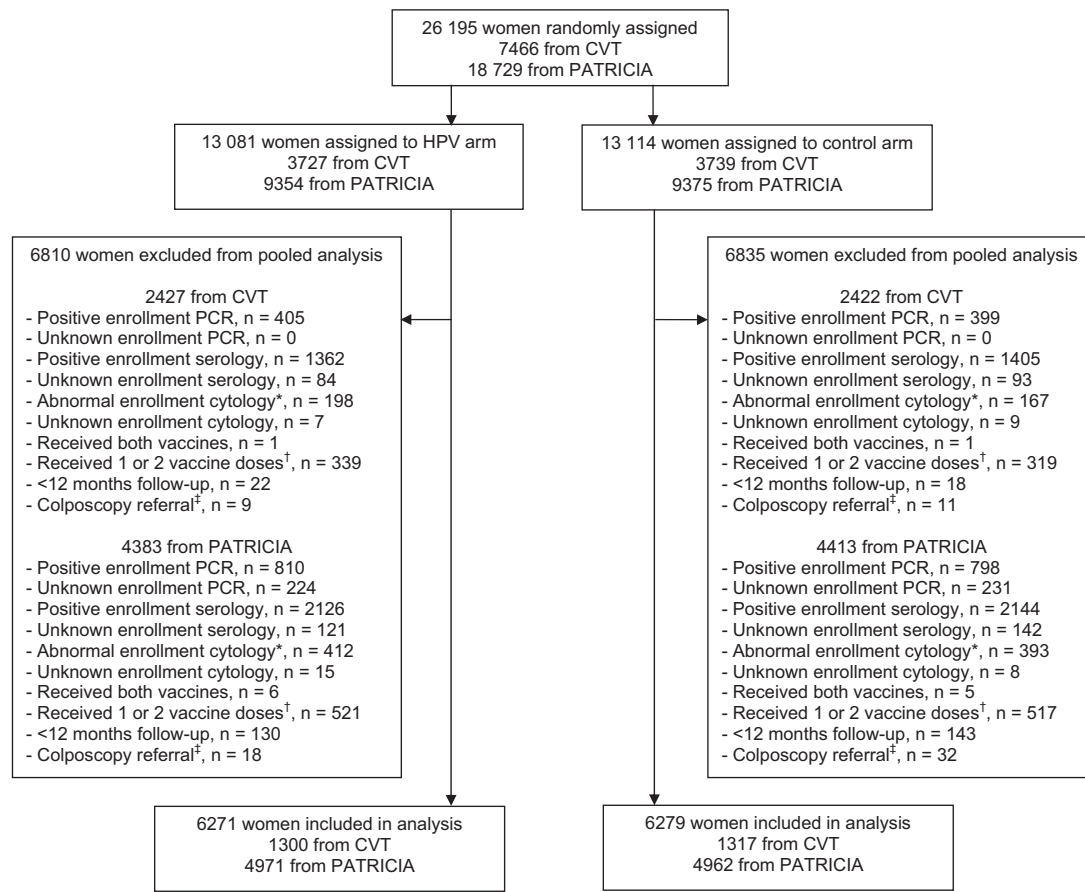 26 195 women randomly assigned
7466 from CVT
18 729 from PATRICIA
13 081 women assigned to HPV arm
3727 from CVT
9354 from PATRICIA
13 114 women assigned to control arm
3739 from CVT
9375 from PATRICIA
6810 women excluded from pooled analysis
2427 from CVT
- Positive enrollment PCR, n = 405
- Unknown enrollment PCR, n = 0
- Positive enrollment serology, n = 1362
- Unknown enrollment serology, n = 84
- Abnormal enrollment cytology*, n = 198
- Unknown enrollment cytology, n = 7
- Received both vaccines, n = 1
- Received 1 or 2 vaccine doses†, n = 339
- <12 months follow-up, n = 22
- Colposcopy referral‡, n = 9
4383 from PATRICIA
- Positive enrollment PCR, n = 810
- Unknown enrollment PCR, n = 224
- Positive enrollment serology, n = 2126
- Unknown enrollment serology, n = 121
- Abnormal enrollment cytology*, n = 412
- Unknown enrollment cytology, n = 15
- Received both vaccines, n = 6
- Received 1 or 2 vaccine doses†, n = 521
- <12 months follow-up, n = 130
- Colposcopy referral‡, n = 18
6835 women excluded from pooled analysis
2422 from CVT
- Positive enrollment PCR, n = 399
- Unknown enrollment PCR, n = 0
- Positive enrollment serology, n = 1405
- Unknown enrollment serology, n = 93
- Abnormal enrollment cytology*, n = 167
- Unknown enrollment cytology, n = 9
- Received both vaccines, n = 1
- Received 1 or 2 vaccine doses†, n = 319
- <12 months follow-up, n = 18
- Colposcopy referral‡, n = 11
4413 from PATRICIA
- Positive enrollment PCR, n = 798
- Unknown enrollment PCR, n = 231
- Positive enrollment serology, n = 2144
- Unknown enrollment serology, n = 142
- Abnormal enrollment cytology*, n = 393
- Unknown enrollment cytology, n = 8
- Received both vaccines, n = 5
- Received 1 or 2 vaccine doses†, n = 517
- <12 months follow-up, n = 143
- Colposcopy referral‡, n = 32
6271 women included in analysis
1300 from CVT
4971 from PATRICIA
6279 women included in analysis
1317 from CVT
4962 from PATRICIA